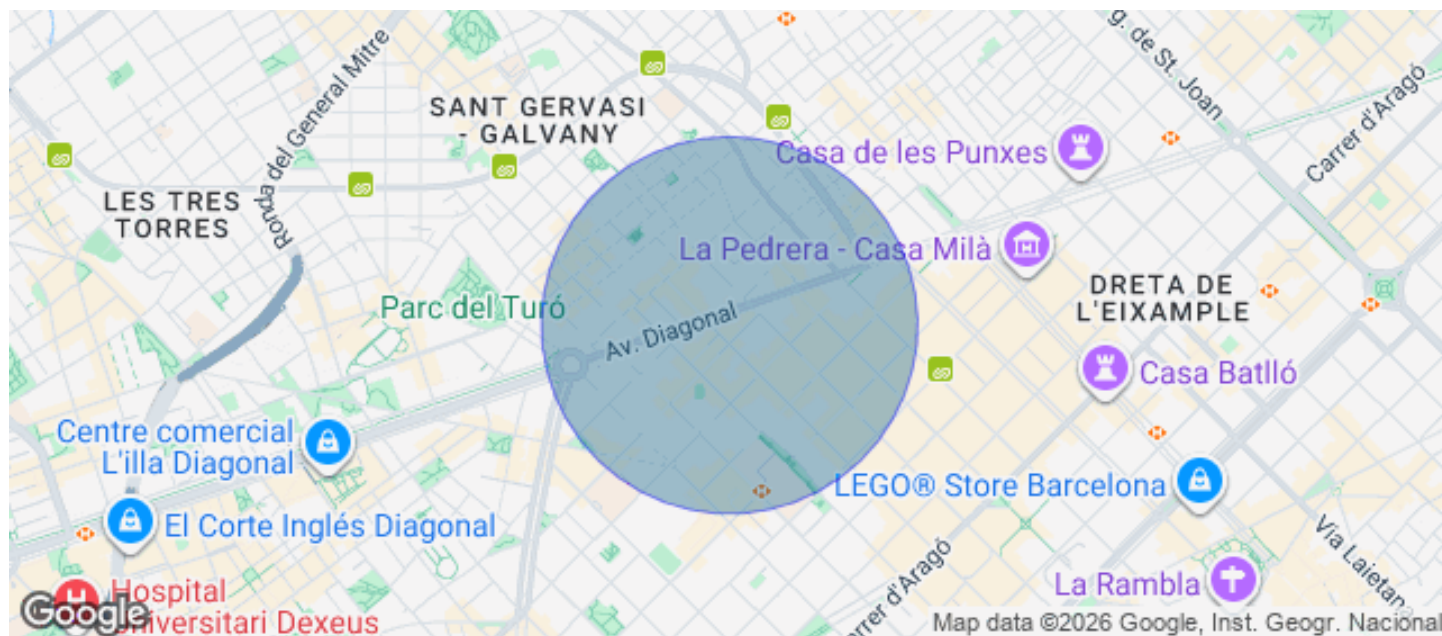 g. de St. Joan
Carrer d'Aragó
Ronda del General Mitre
SANT GERVASI
- GALVANY
Casa de les Punxes
LES TRES
TORRES
La Pedrera - Casa Milà
DRETA DE
L'EIXAMPLE
Parc del Turó
Av. Diagonal
Casa Batlló
Centre comercial
L'illa Diagonal
LEGO® Store Barcelona
El Corte Inglés Diagonal
Via Laietana
Carrer d'Aragó
La Rambla
H
Hospital
Universitari Dexeus
Google
Map data ©2026 Google, Inst. Geogr. Nacional